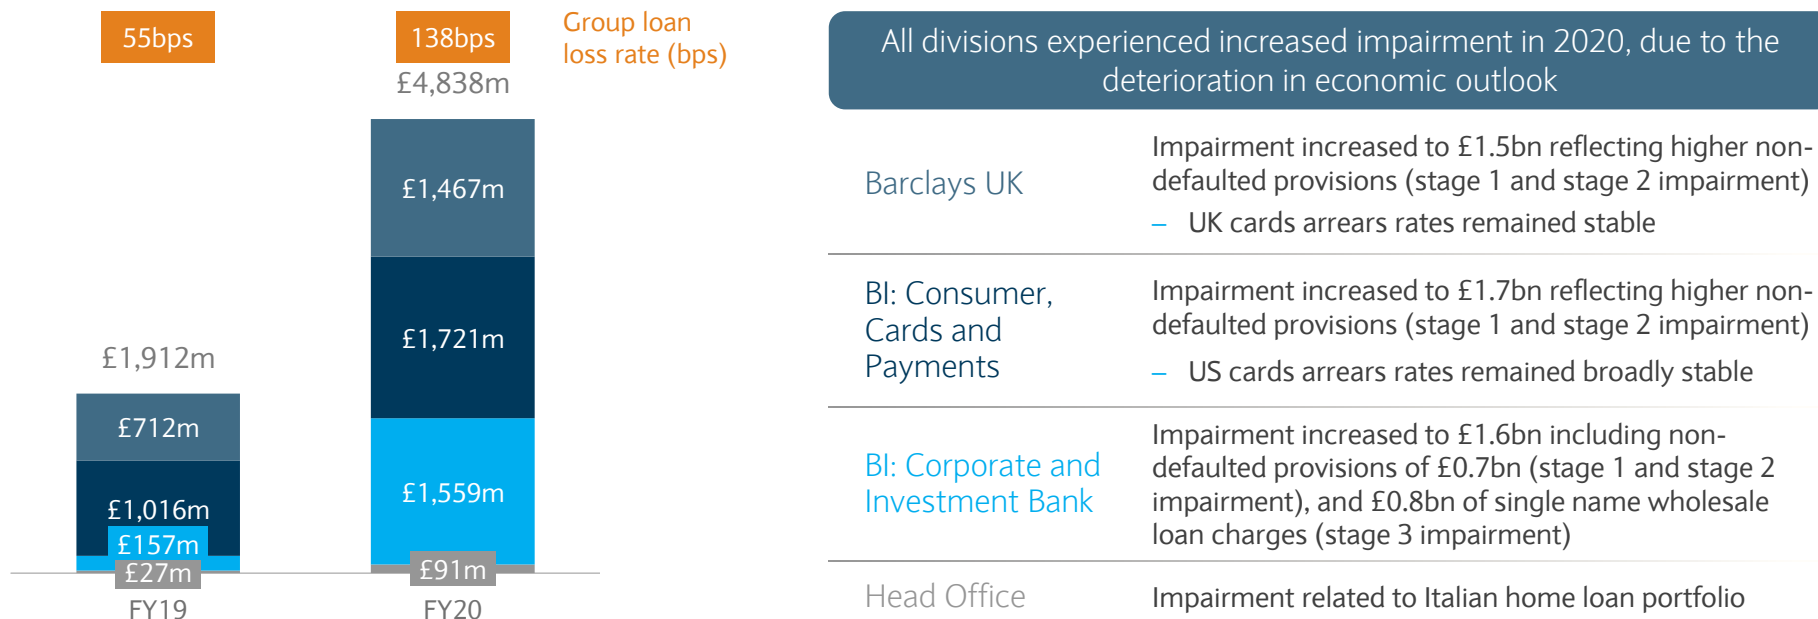 55bps
138bps
Group loan
loss rate (bps)
£4,838m
£1,467m
£1,721m
£1,559m
£91m
£1,912m
£712m
£1,016m
£157m
£27m
FY19
FY20
All divisions experienced increased impairment in 2020, due to the
deterioration in economic outlook
Barclays UK
Impairment increased to £1.5bn reflecting higher non-
defaulted provisions (stage 1 and stage 2 impairment)
– UK cards arrears rates remained stable
BI: Consumer,
Cards and
Payments
Impairment increased to £1.7bn reflecting higher non-
defaulted provisions (stage 1 and stage 2 impairment)
– US cards arrears rates remained broadly stable
BI: Corporate and
Investment Bank
Impairment increased to £1.6bn including non-
defaulted provisions of £0.7bn (stage 1 and stage 2
impairment), and £0.8bn of single name wholesale
loan charges (stage 3 impairment)
Head Office
Impairment related to Italian home loan portfolio